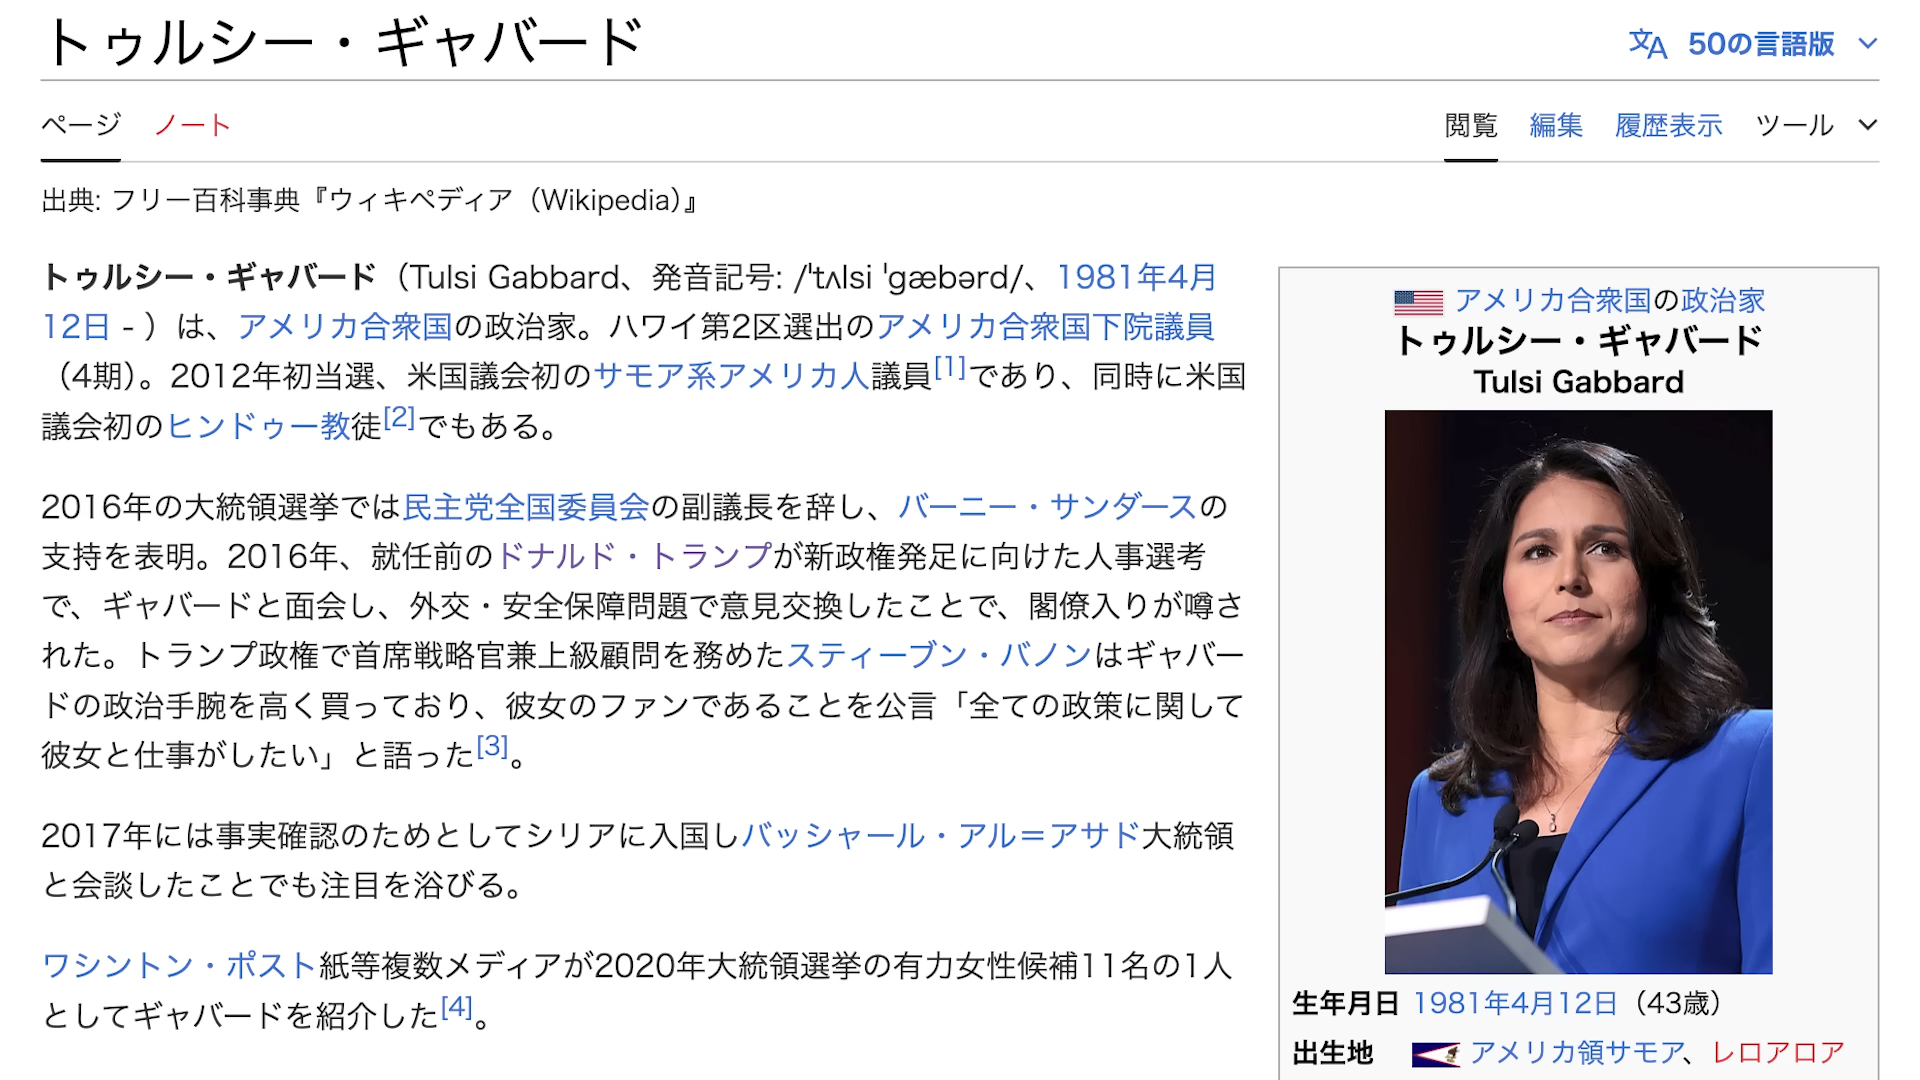 トゥルシー・ギャバード
50の言語版
ページ ノート
閲覧 編集 履歴表示 ツール
出典: フリー百科事典『ウィキペディア（Wikipedia）』
トゥルシー・ギャバード（Tulsi Gabbard、発音記号: /ˈtʌlsi ˈɡæbərd/、1981年4月
12日 - ）は、アメリカ合衆国の政治家。ハワイ第2区選出のアメリカ合衆国下院議員
（4期）。2012年初当選、米国議会初のサモア系アメリカ人議員[1]であり、同時に米国
議会初のヒンドゥー教徒[2]でもある。
2016年の大統領選挙では民主党全国委員会の副議長を辞し、バーニー・サンダースの
支持を表明。2016年、就任前のドナルド・トランプが新政権発足に向けた人事選考
で、ギャバードと面会し、外交・安全保障問題で意見交換したことで、閣僚入りが噂さ
れた。トランプ政権で首席戦略官兼上級顧問を務めたスティーブン・バノンはギャバー
ドの政治手腕を高く買っており、彼女のファンであることを公言「全ての政策に関して
彼女と仕事がしたい」と語った[3]。
2017年には事実確認のためとしてシリアに入国しバッシャール・アル＝アサド大統領
と会談したことでも注目を浴びる。
ワシントン・ポスト紙等複数メディアが2020年大統領選挙の有力女性候補11名の1人
としてギャバードを紹介した[4]。
アメリカ合衆国の政治家
トゥルシー・ギャバード
Tulsi Gabbard
生年月日 1981年4月12日（43歳）
出生地 アメリカ領サモア、レロアロア